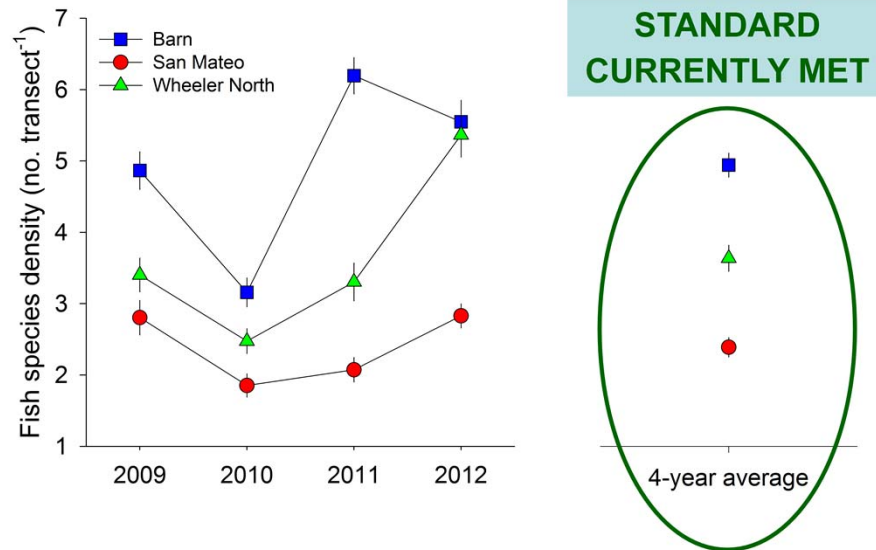 STANDARD
CURRENTLY MET
Fish species density (no. transect⁻¹)
7
6
5
4
3
2
1
Barn
San Mateo
Wheeler North
2009 2010 2011 2012
4-year average